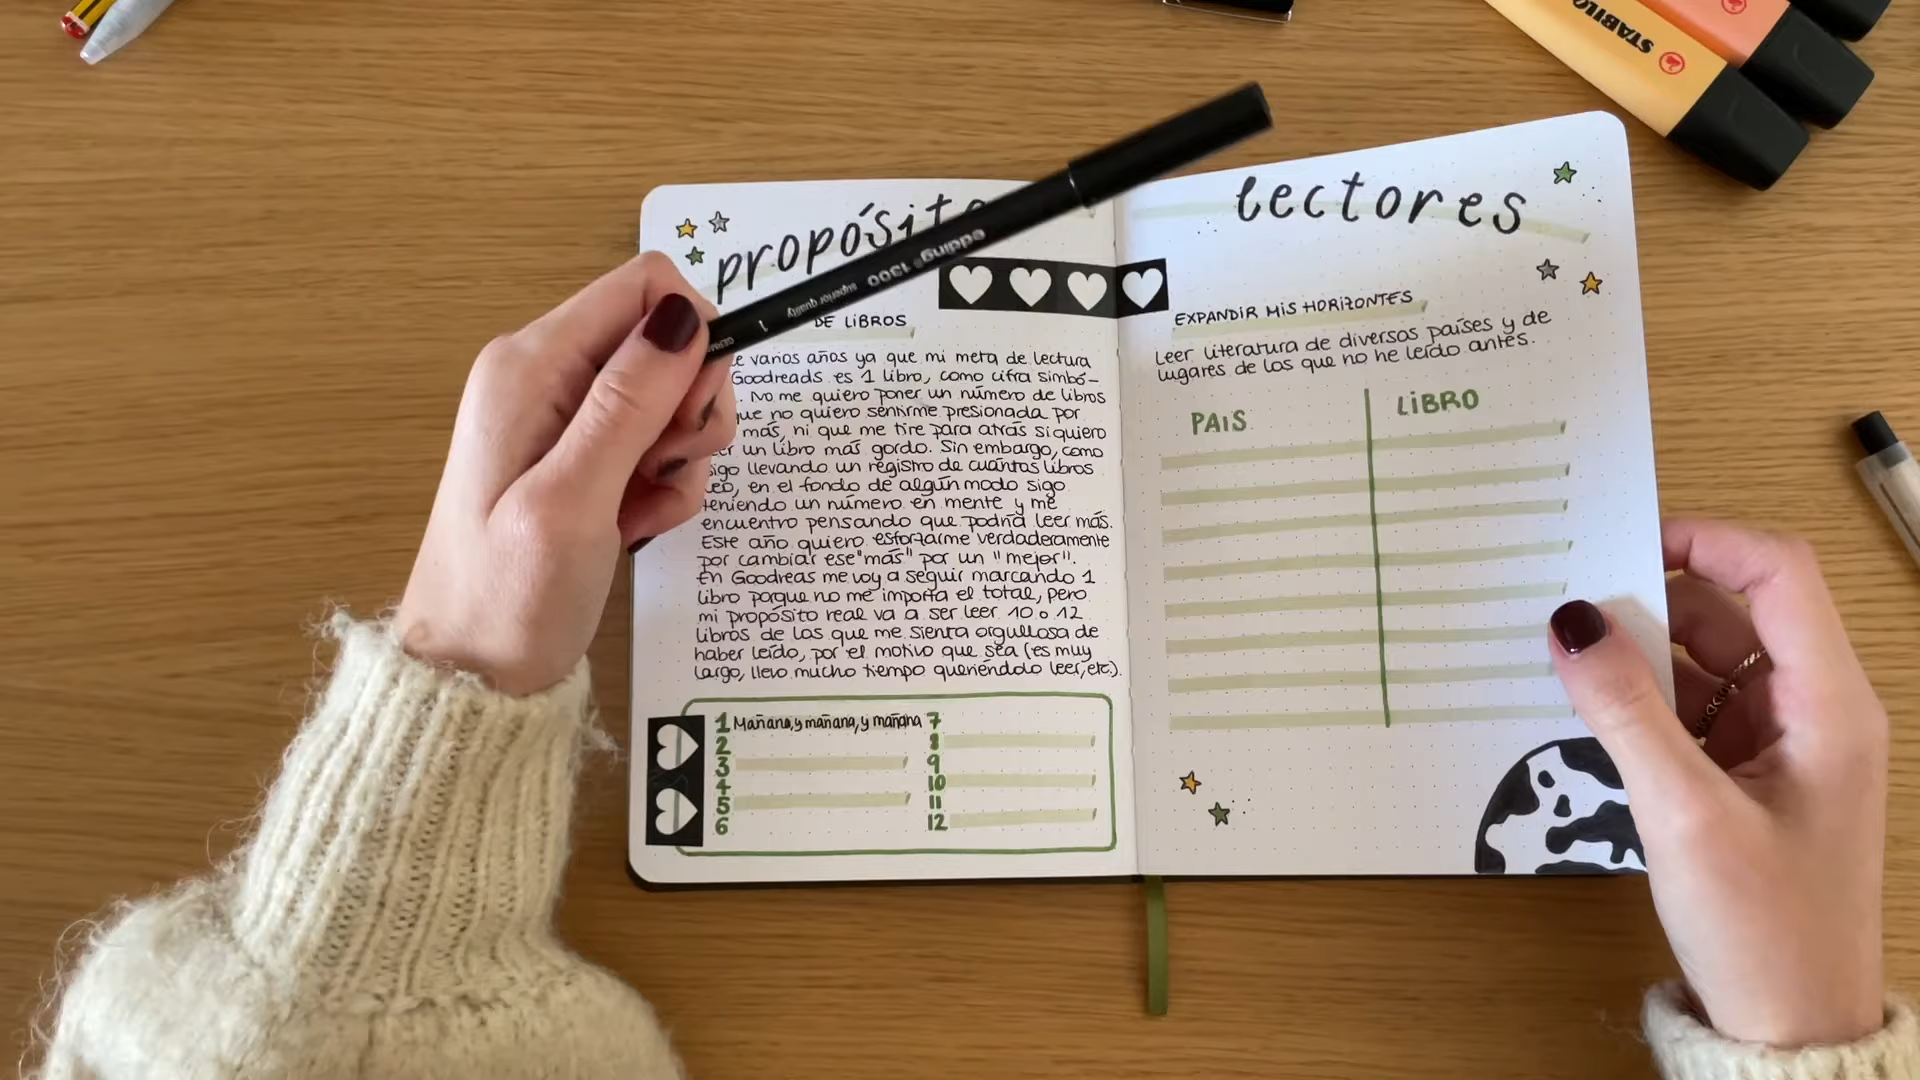 STABILO
lectores
propósito
edding 1300
superior quality
1
DE LIBROS
varios años ya que mi meta de lectura
Goodreads es 1 libro, como cifra simbó-
. No me quiero poner un número de libros
que no quiero sentirme presionada por
más, ni que me tire para atrás si quiero
un libro más gordo. Sin embargo, como
sigo llevando un registro de cuántos libros
leo, en el fondo de algún modo sigo
teniendo un número en mente y me
encuentro pensando que podría leer más.
Este año quiero esforzarme verdaderamente
por cambiar ese "más" por un "mejor".
En Goodreas me voy a seguir marcando 1
libro porque no me importa el total, pero
mi propósito real va a ser leer 10 o 12
libros de los que me sienta orgullosa de
haber leído, por el motivo que sea (es muy
largo, llevo mucho tiempo queriéndolo leer, etc.).
1 Mañana, y mañana, y mañana
2
3
4
5
6
7
8
9
10
11
12
EXPANDIR MIS HORIZONTES
Leer literatura de diversos países y de
lugares de los que no he leído antes.
PAIS LIBRO